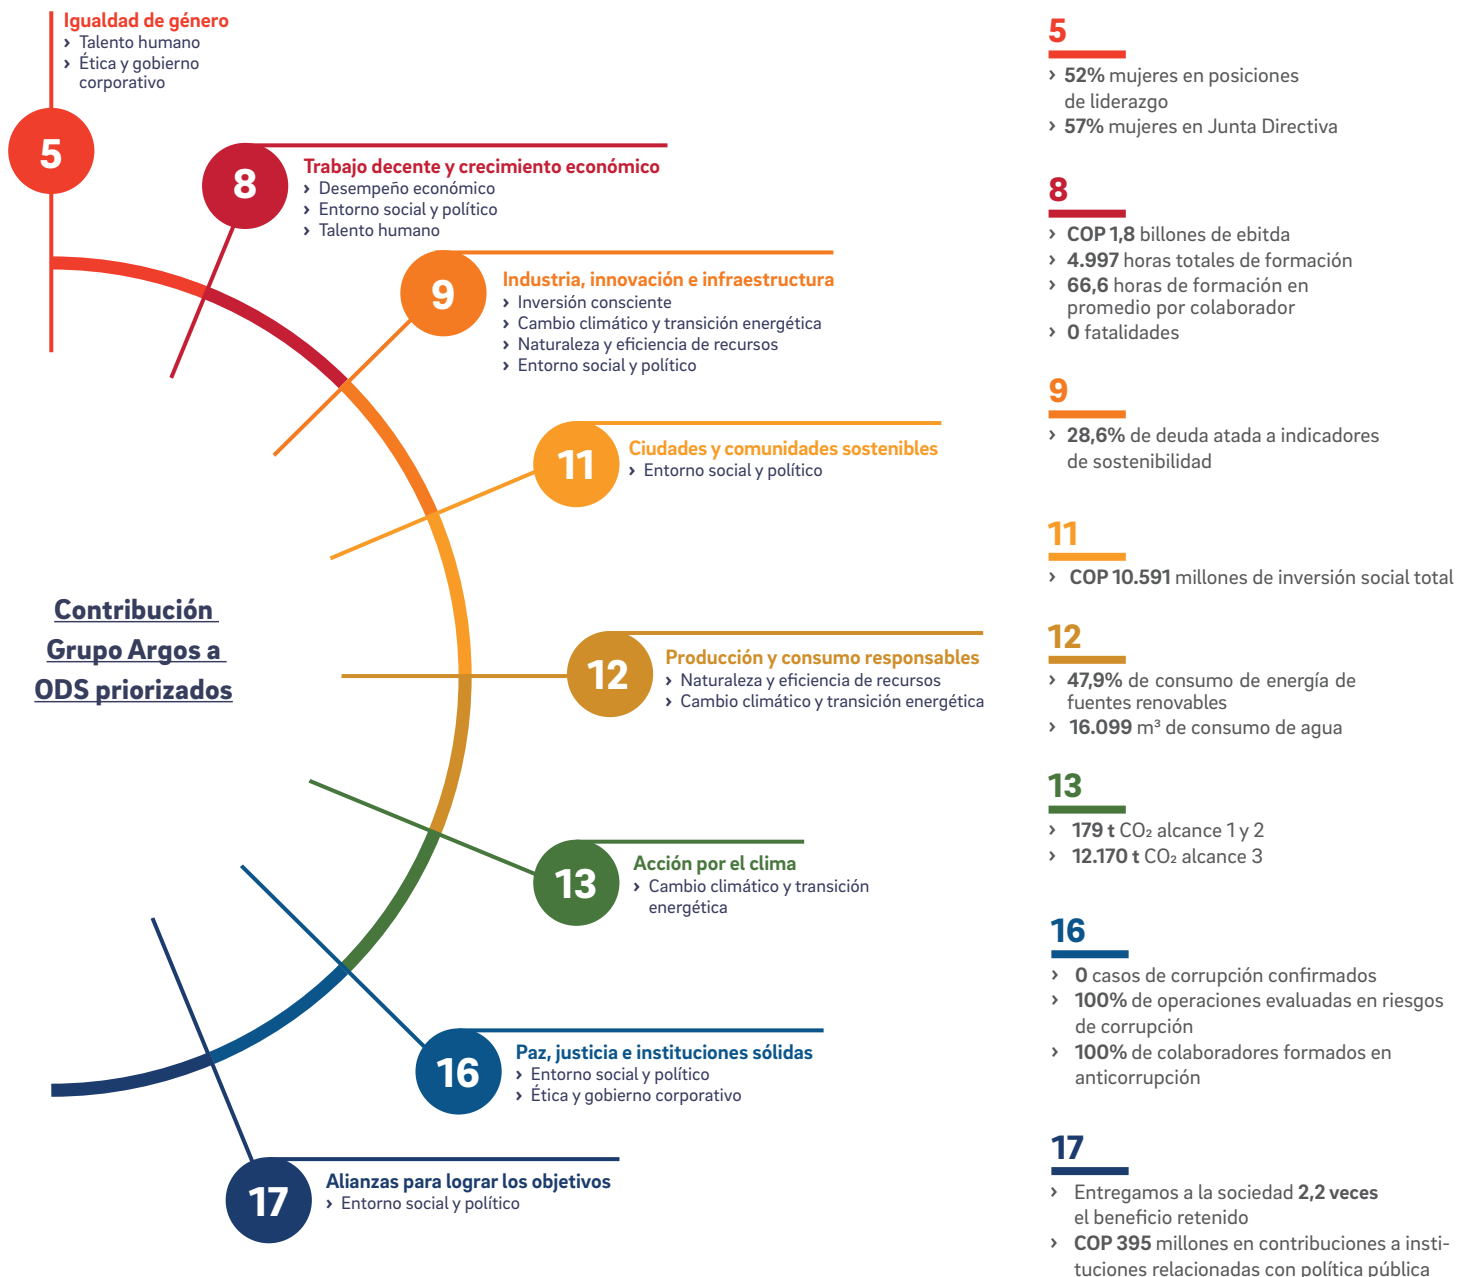 Igualdad de género
› Talento humano
› Ética y gobierno
corporativo
5
8
Trabajo decente y crecimiento económico
› Desempeño económico
› Entorno social y político
› Talento humano
9
Industria, innovación e infraestructura
› Inversión consciente
› Cambio climático y transición energética
› Naturaleza y eficiencia de recursos
› Entorno social y político
11
Ciudades y comunidades sostenibles
› Entorno social y político
Contribución
Grupo Argos a
ODS priorizados
12
Producción y consumo responsables
› Naturaleza y eficiencia de recursos
› Cambio climático y transición energética
13
Acción por el clima
› Cambio climático y transición
energética
16
Paz, justicia e instituciones sólidas
› Entorno social y político
› Ética y gobierno corporativo
17
Alianzas para lograr los objetivos
› Entorno social y político
5
› 52% mujeres en posiciones
de liderazgo
› 57% mujeres en Junta Directiva
8
› COP 1,8 billones de ebitda
› 4.997 horas totales de formación
› 66,6 horas de formación en
promedio por colaborador
› 0 fatalidades
9
› 28,6% de deuda atada a indicadores
de sostenibilidad
11
› COP 10.591 millones de inversión social total
12
› 47,9% de consumo de energía de
fuentes renovables
› 16.099 m³ de consumo de agua
13
› 179 t CO₂ alcance 1 y 2
› 12.170 t CO₂ alcance 3
16
› 0 casos de corrupción confirmados
› 100% de operaciones evaluadas en riesgos
de corrupción
› 100% de colaboradores formados en
anticorrupción
17
› Entregamos a la sociedad 2,2 veces
el beneficio retenido
› COP 395 millones en contribuciones a insti-
tuciones relacionadas con política pública